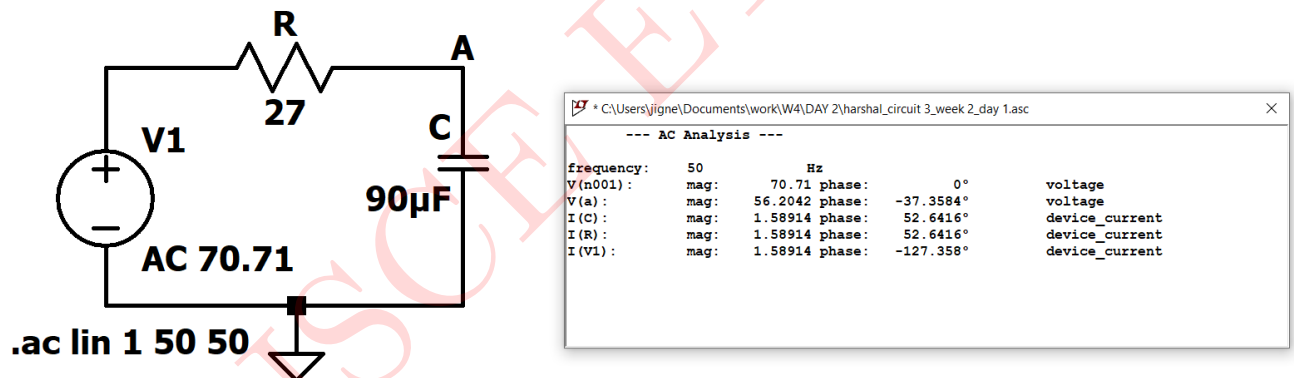 R
A
27
V1
C
90µF
AC 70.71
.ac lin 1 50 50
* C:\Users\jigne\Documents\work\W4\DAY 2\harshal_circuit 3_week 2_day 1.asc
--- AC Analysis ---
frequency: 50 Hz
V(n001): mag: 70.71 phase: 0° voltage
V(a): mag: 56.2042 phase: -37.3584° voltage
I(C): mag: 1.58914 phase: 52.6416° device_current
I(R): mag: 1.58914 phase: 52.6416° device_current
I(V1): mag: 1.58914 phase: -127.358° device_current
ISCE